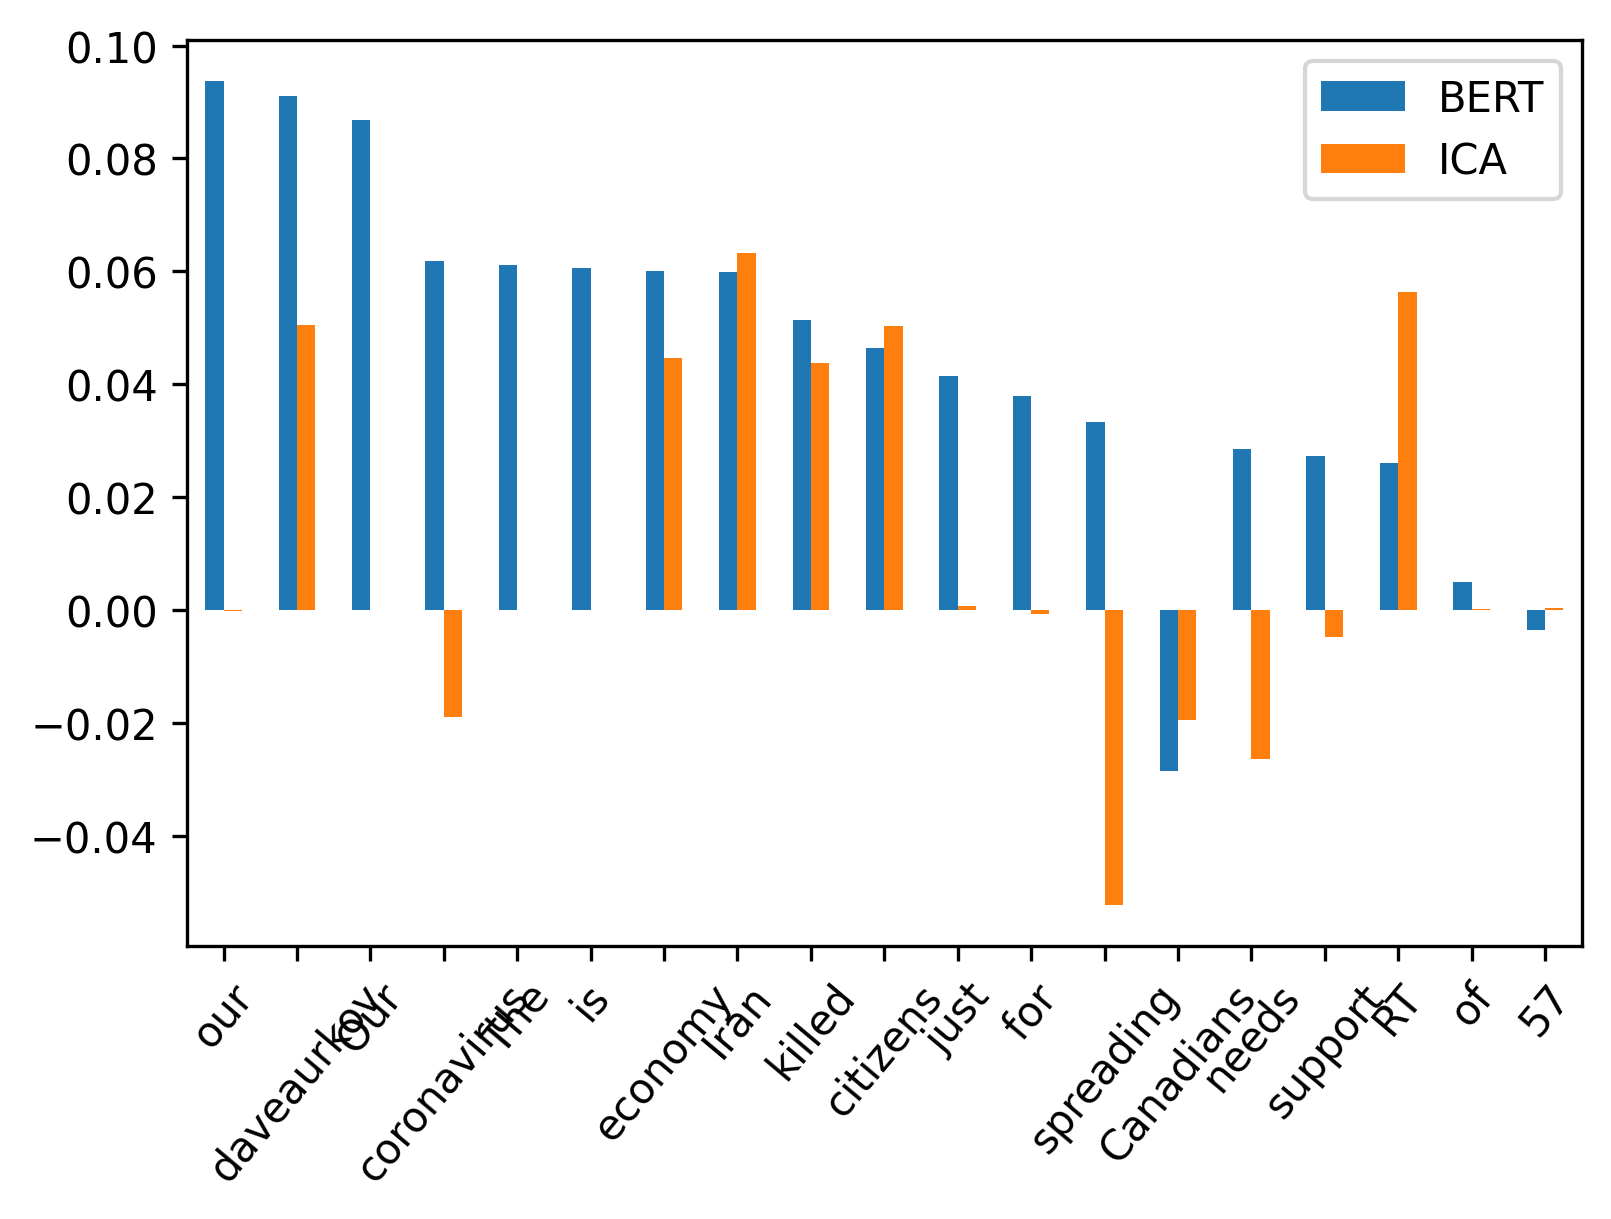 0.10
0.08
0.06
0.04
0.02
0.00
−0.02
−0.04
BERT
ICA
our
daveaurkov
Our
coronavirus
The
is
economy
Iran
killed
citizens
just
for
spreading
Canadians
needs
support
RT
of
57